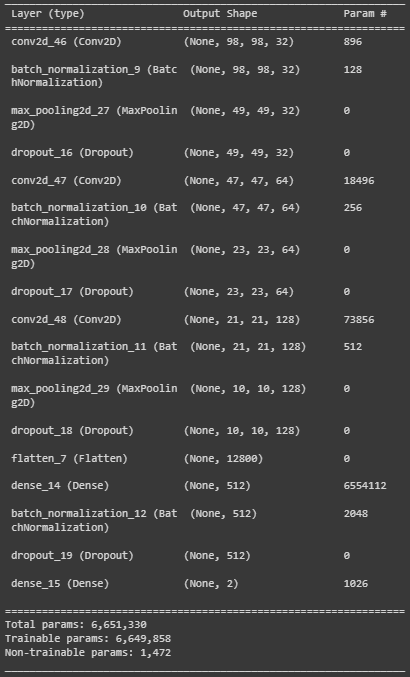 Layer (type) Output Shape Param #
=================================================================
conv2d_46 (Conv2D) (None, 98, 98, 32) 896
batch_normalization_9 (Batc (None, 98, 98, 32) 128
hNormalization)
max_pooling2d_27 (MaxPoolin (None, 49, 49, 32) 0
g2D)
dropout_16 (Dropout) (None, 49, 49, 32) 0
conv2d_47 (Conv2D) (None, 47, 47, 64) 18496
batch_normalization_10 (Bat (None, 47, 47, 64) 256
chNormalization)
max_pooling2d_28 (MaxPoolin (None, 23, 23, 64) 0
g2D)
dropout_17 (Dropout) (None, 23, 23, 64) 0
conv2d_48 (Conv2D) (None, 21, 21, 128) 73856
batch_normalization_11 (Bat (None, 21, 21, 128) 512
chNormalization)
max_pooling2d_29 (MaxPoolin (None, 10, 10, 128) 0
g2D)
dropout_18 (Dropout) (None, 10, 10, 128) 0
flatten_7 (Flatten) (None, 12800) 0
dense_14 (Dense) (None, 512) 6554112
batch_normalization_12 (Bat (None, 512) 2048
chNormalization)
dropout_19 (Dropout) (None, 512) 0
dense_15 (Dense) (None, 2) 1026
=================================================================
Total params: 6,651,330
Trainable params: 6,649,858
Non-trainable params: 1,472